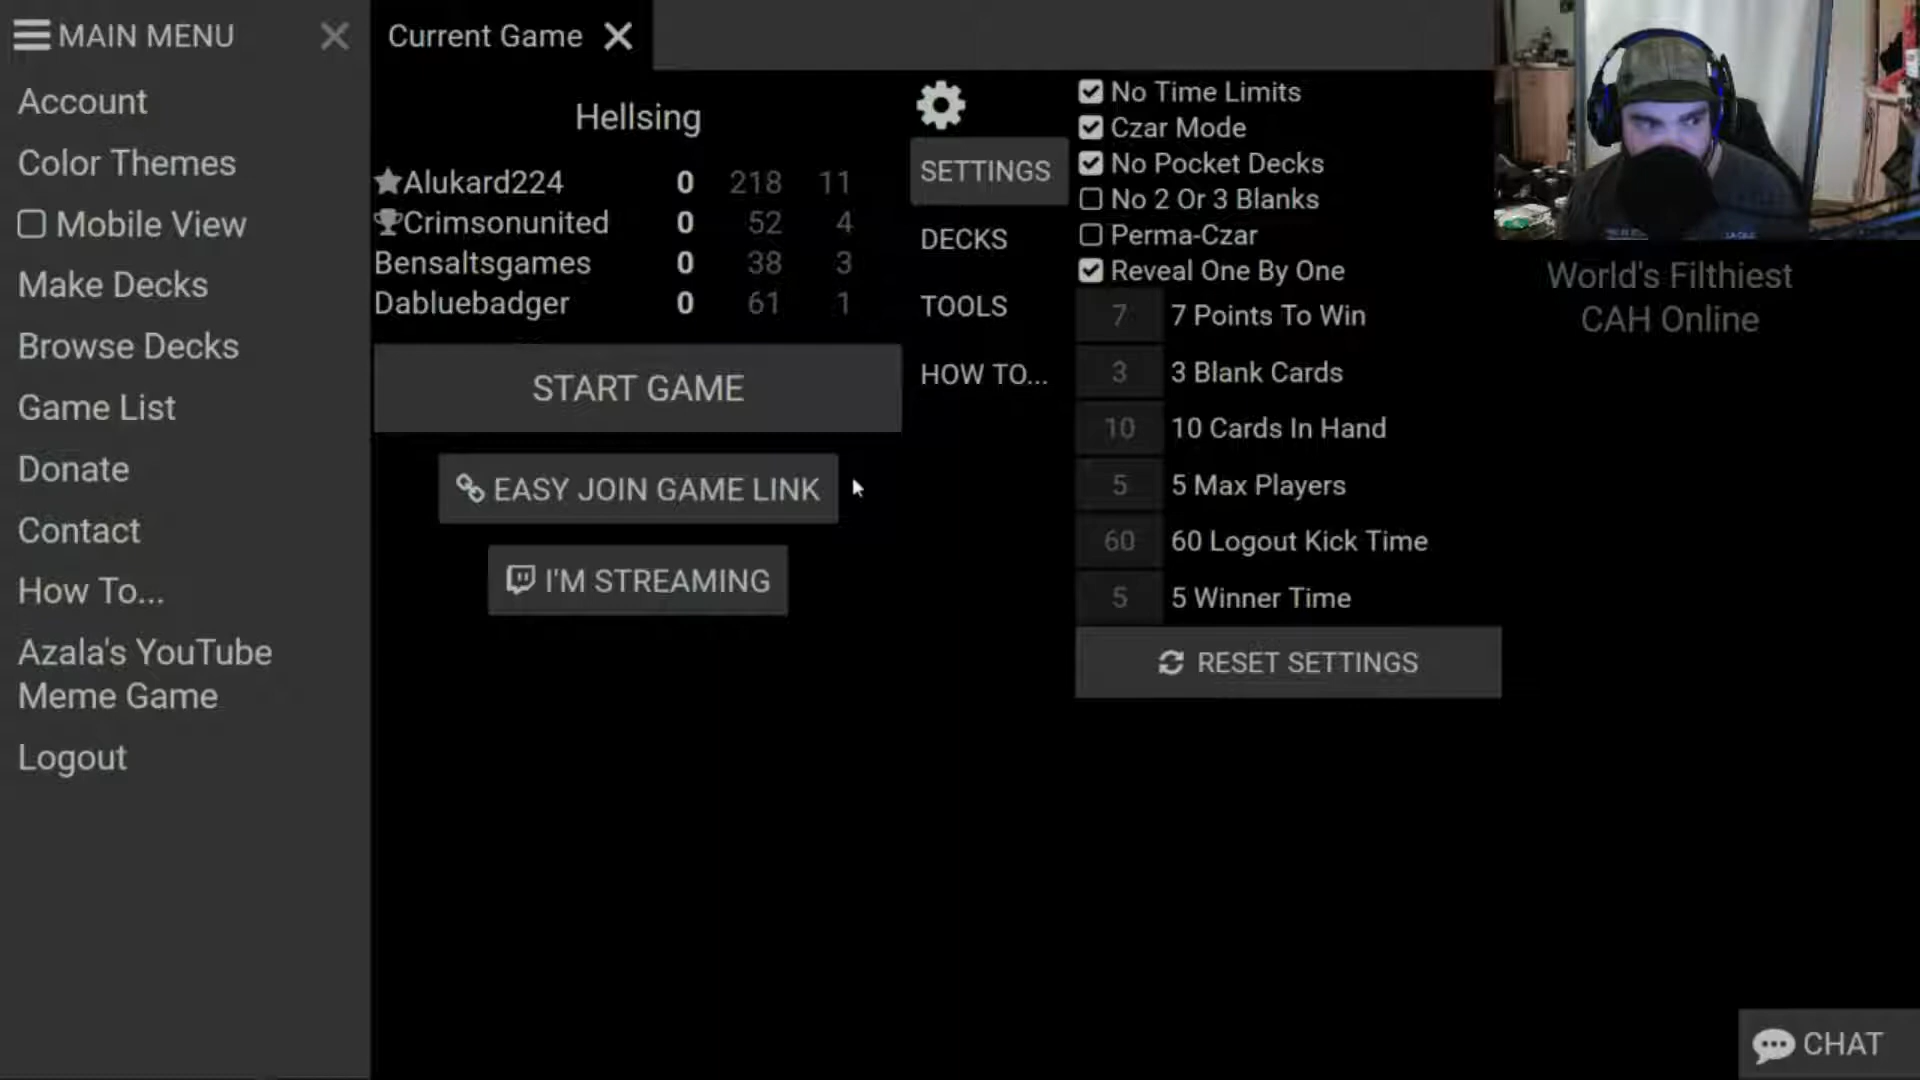 MAIN MENU
Account
Color Themes
Mobile View
Make Decks
Browse Decks
Game List
Donate
Contact
How To...
Azala's YouTube
Meme Game
Logout
Current Game
Hellsing
Alukard224 0 218 11
Crimsonunited 0 52 4
Bensaltsgames 0 38 3
Dabluebadger 0 61 1
START GAME
EASY JOIN GAME LINK
I'M STREAMING
SETTINGS
DECKS
TOOLS
HOW TO...
No Time Limits
Czar Mode
No Pocket Decks
No 2 Or 3 Blanks
Perma-Czar
Reveal One By One
7 7 Points To Win
3 3 Blank Cards
10 10 Cards In Hand
5 5 Max Players
60 60 Logout Kick Time
5 5 Winner Time
RESET SETTINGS
World's Filthiest
CAH Online
CHAT